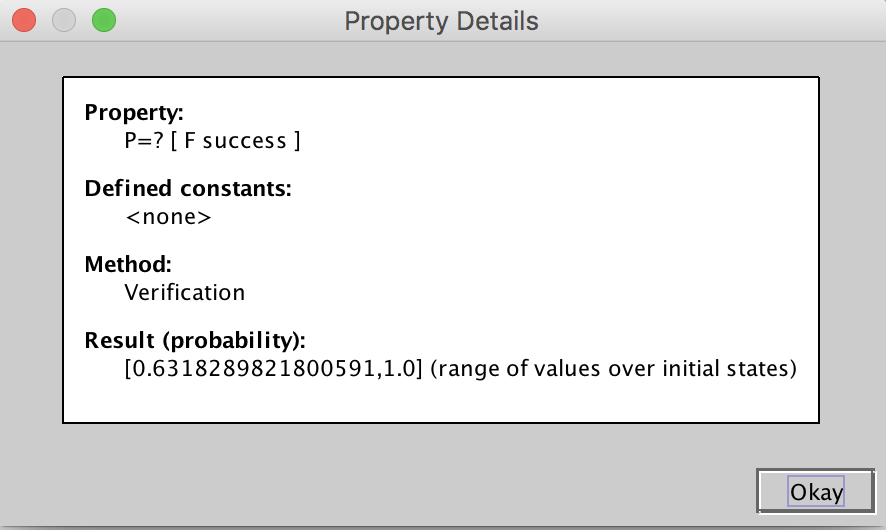 Property Details
Property:
P=? [ F success ]
Defined constants:
<none>
Method:
Verification
Result (probability):
[0.6318289821800591,1.0] (range of values over initial states)
Okay